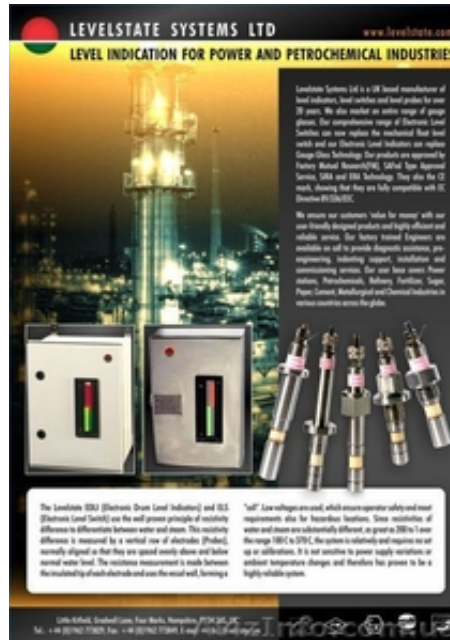 LEVELSTATE SYSTEMS LTD
www.levelstate.com
LEVEL INDICATION FOR POWER AND PETROCHEMICAL INDUSTRIES
Levelstate Systems Ltd is a UK based manufacturer of
level indicators, level switches and level probes for over
20 years. We also market an entire range of gauge
glasses. Our comprehensive range of Electronic Level
Switches can now replace the mechanical float level
switch and our Electronic Level Indicators can replace
Gauge Glass Technology. Our products are approved by
Factory Mutual Research(FM), SAFed Type Approved
Service, SIRA and ERA Technology. They also the CE
mark, showing that they are fully compatible with EC
Directive
We ensure our customers 'value for money' with our
user friendly designed products and highly efficient and
reliable service. Our factory trained Engineers are
available on call to provide diagnostic assistance, pre-
engineering, indenting support, installation and
commissioning services. Our user base covers Power
stations, Petrochemicals, Refinery, Fertilizer, Sugar,
Paper, Cement, Metallurgical and Chemical Industries in
various countries across the globe.
The Levelstate EDLI (Electronic Drum Level Indicators) and ELS
(Electronic Level Switch) use the well proven principle of resistivity
difference to differentiate between water and steam. This resistivity
difference is measured by a vertical row of electrodes (Probes),
normally aligned so that they are spaced evenly above and below
normal water level. The resistance measurement is made between
the insulated tip of each electrode and uses the vessel wall, forming a
"cell". Low voltages are used, which ensure operator safety and meet
requirements also for hazardous locations. Since resistivities of
water and steam are substantially different, as great as 200 to 1 over
the range 100 C to 370 C, the system is relatively and requires no set
up or calibrations. It is not sensitive to power supply variations or
ambient temperature changes and therefore has proven to be a
highly reliable system.
Gradwell Lane, Four Marks, Hampshire,
BizInfos.com.ua